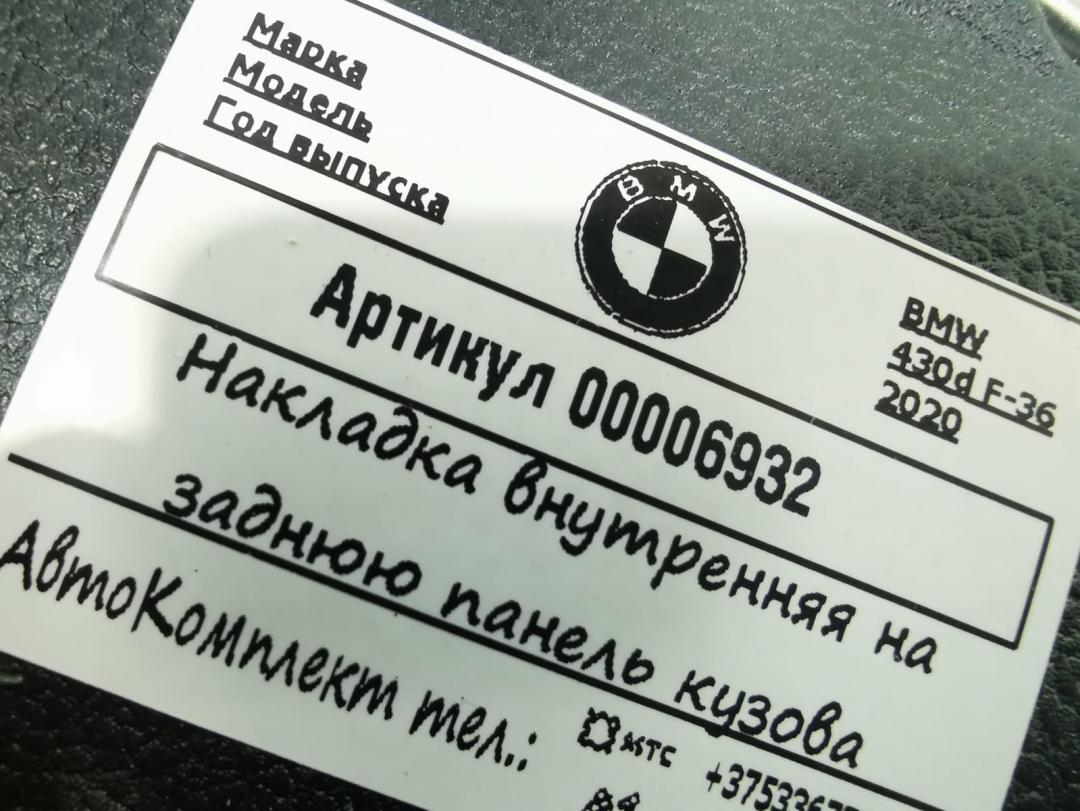 Марка
Модель
Год выпуска
BMW
BMW
430d F-36
2020
Артикул 00006932
Накладка внутренняя на
заднюю панель кузова
АвтоКомплект тел.:
мтс